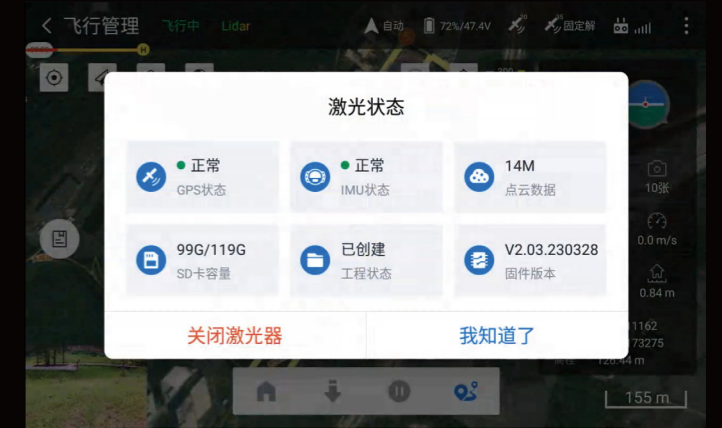 飞行管理 飞行中 Lidar 自动 72%/47.4V 固定解
H
激光状态
正常 正常 14M
GPS状态 IMU状态 点云数据
10张
99G/119G 已创建 V2.03.230328
SD卡容量 工程状态 固件版本
0.0 m/s
0.84 m
关闭激光器 我知道了
1162
73275
126.44 m
155 m